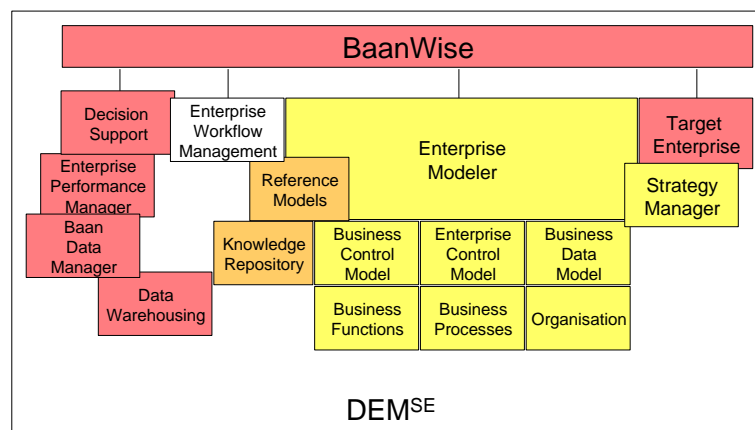 BaanWise
Decision
Support
Enterprise
Workflow
Management
Enterprise
Modeler
Target
Enterprise
Enterprise
Performance
Manager
Reference
Models
Strategy
Manager
Baan
Data
Manager
Knowledge
Repository
Business
Control
Model
Enterprise
Control
Model
Business
Data
Model
Data
Warehousing
Business
Functions
Business
Processes
Organisation
DEMSE